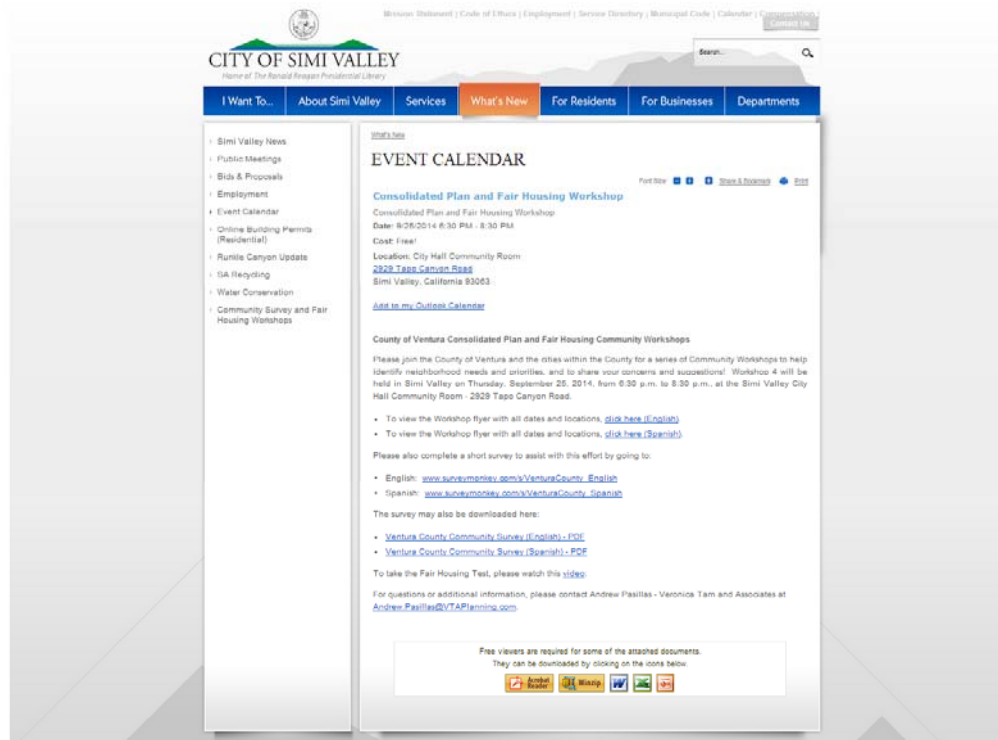 Mission Statement | Code of Ethics | Employment | Service Directory | Municipal Code | Calendar |
Contact Us
CITY OF SIMI VALLEY
Home of The Ronald Reagan Presidential Library
Search...
I Want To... About Simi Valley Services What's New For Residents For Businesses Departments
Simi Valley News
Public Meetings
Bids & Proposals
Employment
Event Calendar
Online Building Permits
(Residential)
Runkle Canyon Update
SA Recycling
Water Conservation
Community Survey and Fair
Housing Workshops
What's New
EVENT CALENDAR
Font Size: Share & Bookmark Print
Consolidated Plan and Fair Housing Workshop
Consolidated Plan and Fair Housing Workshop
Date: 9/25/2014 6:30 PM - 8:30 PM
Cost: Free!
Location: City Hall Community Room
2929 Tapo Canyon Road
Simi Valley, California 93063
Add to my Outlook Calendar
County of Ventura Consolidated Plan and Fair Housing Community Workshops
Please join the County of Ventura and the cities within the County for a series of Community Workshops to help
identify neighborhood needs and priorities, and to share your concerns and suggestions! Workshop 4 will be
held in Simi Valley on Thursday, September 25, 2014, from 6:30 p.m. to 8:30 p.m., at the Simi Valley City
Hall Community Room - 2929 Tapo Canyon Road.
• To view the Workshop flyer with all dates and locations, click here (English)
• To view the Workshop flyer with all dates and locations, click here (Spanish).
Please also complete a short survey to assist with this effort by going to:
• English: www.surveymonkey.com/s/VenturaCounty_English
• Spanish: www.surveymonkey.com/s/VenturaCounty_Spanish
The survey may also be downloaded here:
• Ventura County Community Survey (English) - PDF
• Ventura County Community Survey (Spanish) - PDF
To take the Fair Housing Test, please watch this video:
For questions or additional information, please contact Andrew Pasillas - Veronica Tam and Associates at
Andrew.Pasillas@VTAPlanning.com.
Free viewers are required for some of the attached documents.
They can be downloaded by clicking on the icons below.
Acrobat Reader Winzip